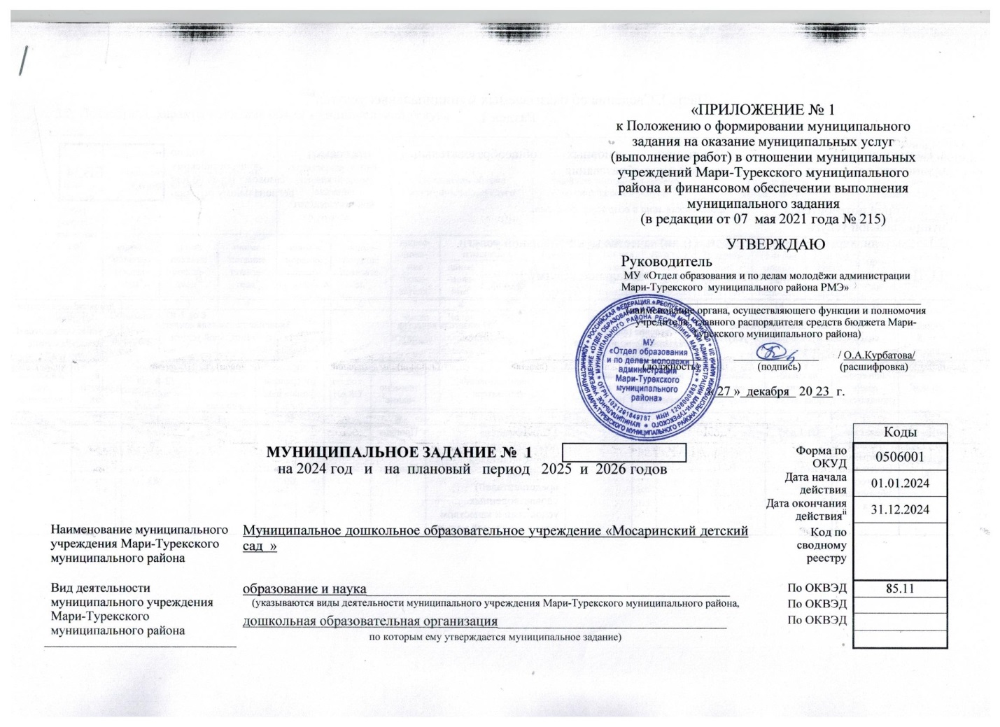 «ПРИЛОЖЕНИЕ № 1
к Положению о формировании муниципального
задания на оказание муниципальных услуг
(выполнение работ) в отношении муниципальных
учреждений Мари-Турекского муниципального
района и финансовом обеспечении выполнения
муниципального задания
(в редакции от 07 мая 2021 года № 215)
УТВЕРЖДАЮ
Руководитель
МУ «Отдел образования и по делам молодёжи администрации
Мари-Турекского муниципального района РМЭ»
(наименование органа, осуществляющего функции и полномочия
учредителя, главного распорядителя средств бюджета Мари-
Турекского муниципального района)
/ О.А.Курбатова/
(должность) (подпись) (расшифровка)
« 27 » декабря 20 23 г.
МУ
«Отдел образования
и по делам молодежи
администрации
Мари-Турекского
муниципального
района»
Коды
МУНИЦИПАЛЬНОЕ ЗАДАНИЕ № 1
на 2024 год и на плановый период 2025 и 2026 годов
Форма по
ОКУД
0506001
Дата начала
действия
01.01.2024
Дата окончания
действияii
31.12.2024
Код по
сводному
реестру
Наименование муниципального
учреждения Мари-Турекского
муниципального района
Муниципальное дошкольное образовательное учреждение «Мосаринский детский
сад »
Вид деятельности
муниципального учреждения
Мари-Турекского
муниципального района
образование и наука
(указываются виды деятельности муниципального учреждения Мари-Турекского муниципального района,
дошкольная образовательная организация
по которым ему утверждается муниципальное задание)
По ОКВЭД 85.11
По ОКВЭД
По ОКВЭД